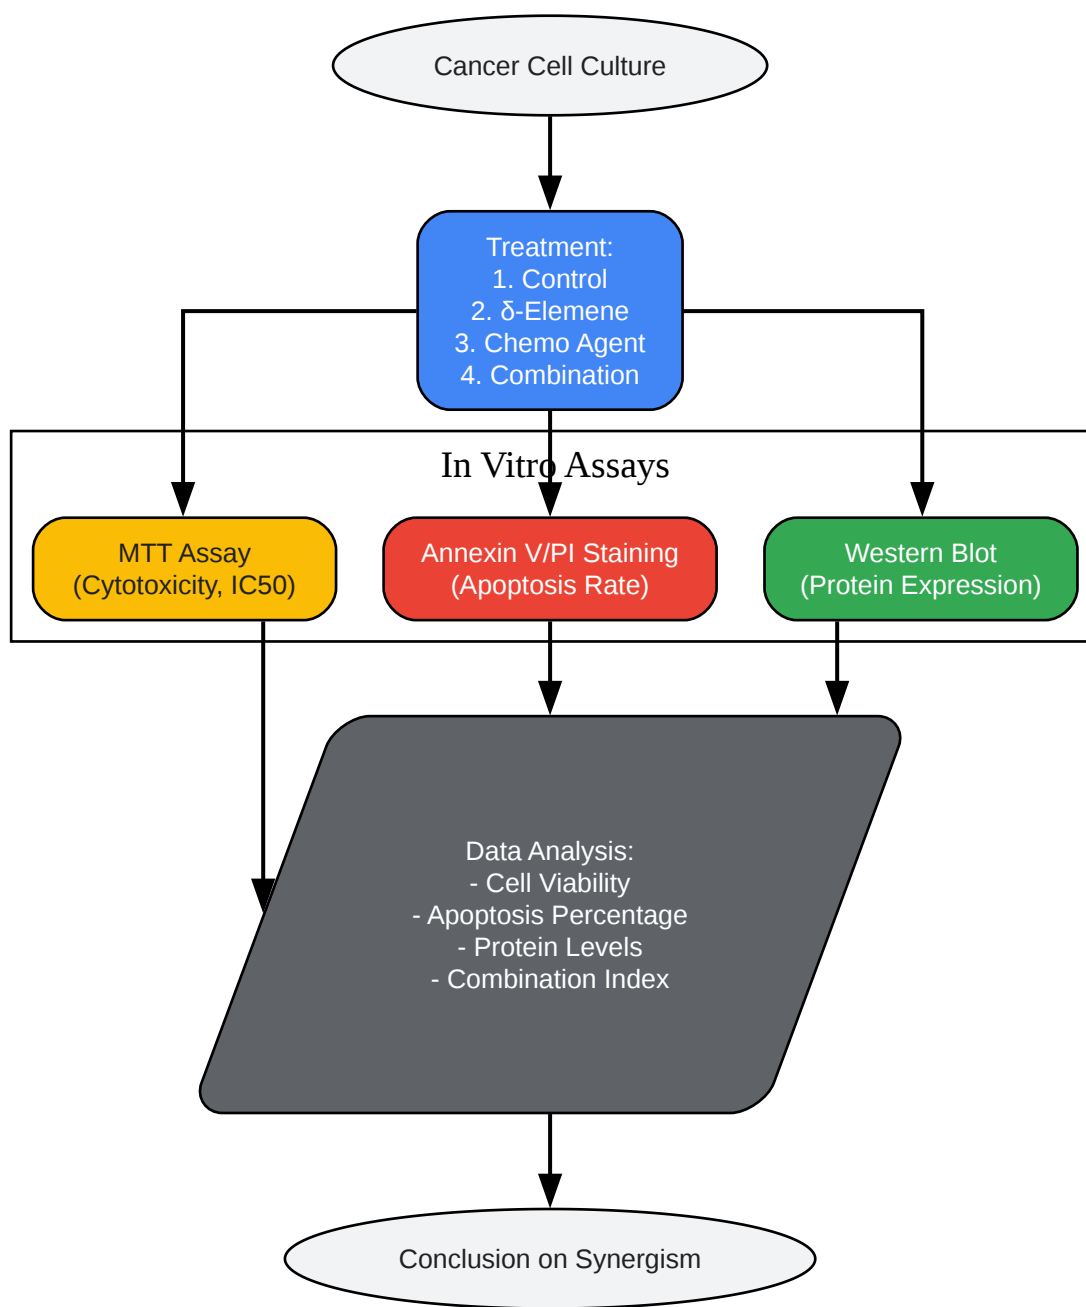 Cancer Cell Culture
Treatment:
1. Control
2. δ-Elemene
3. Chemo Agent
4. Combination
In Vitro Assays
MTT Assay
(Cytotoxicity, IC50)
Annexin V/PI Staining
(Apoptosis Rate)
Western Blot
(Protein Expression)
Data Analysis:
- Cell Viability
- Apoptosis Percentage
- Protein Levels
- Combination Index
Conclusion on Synergism